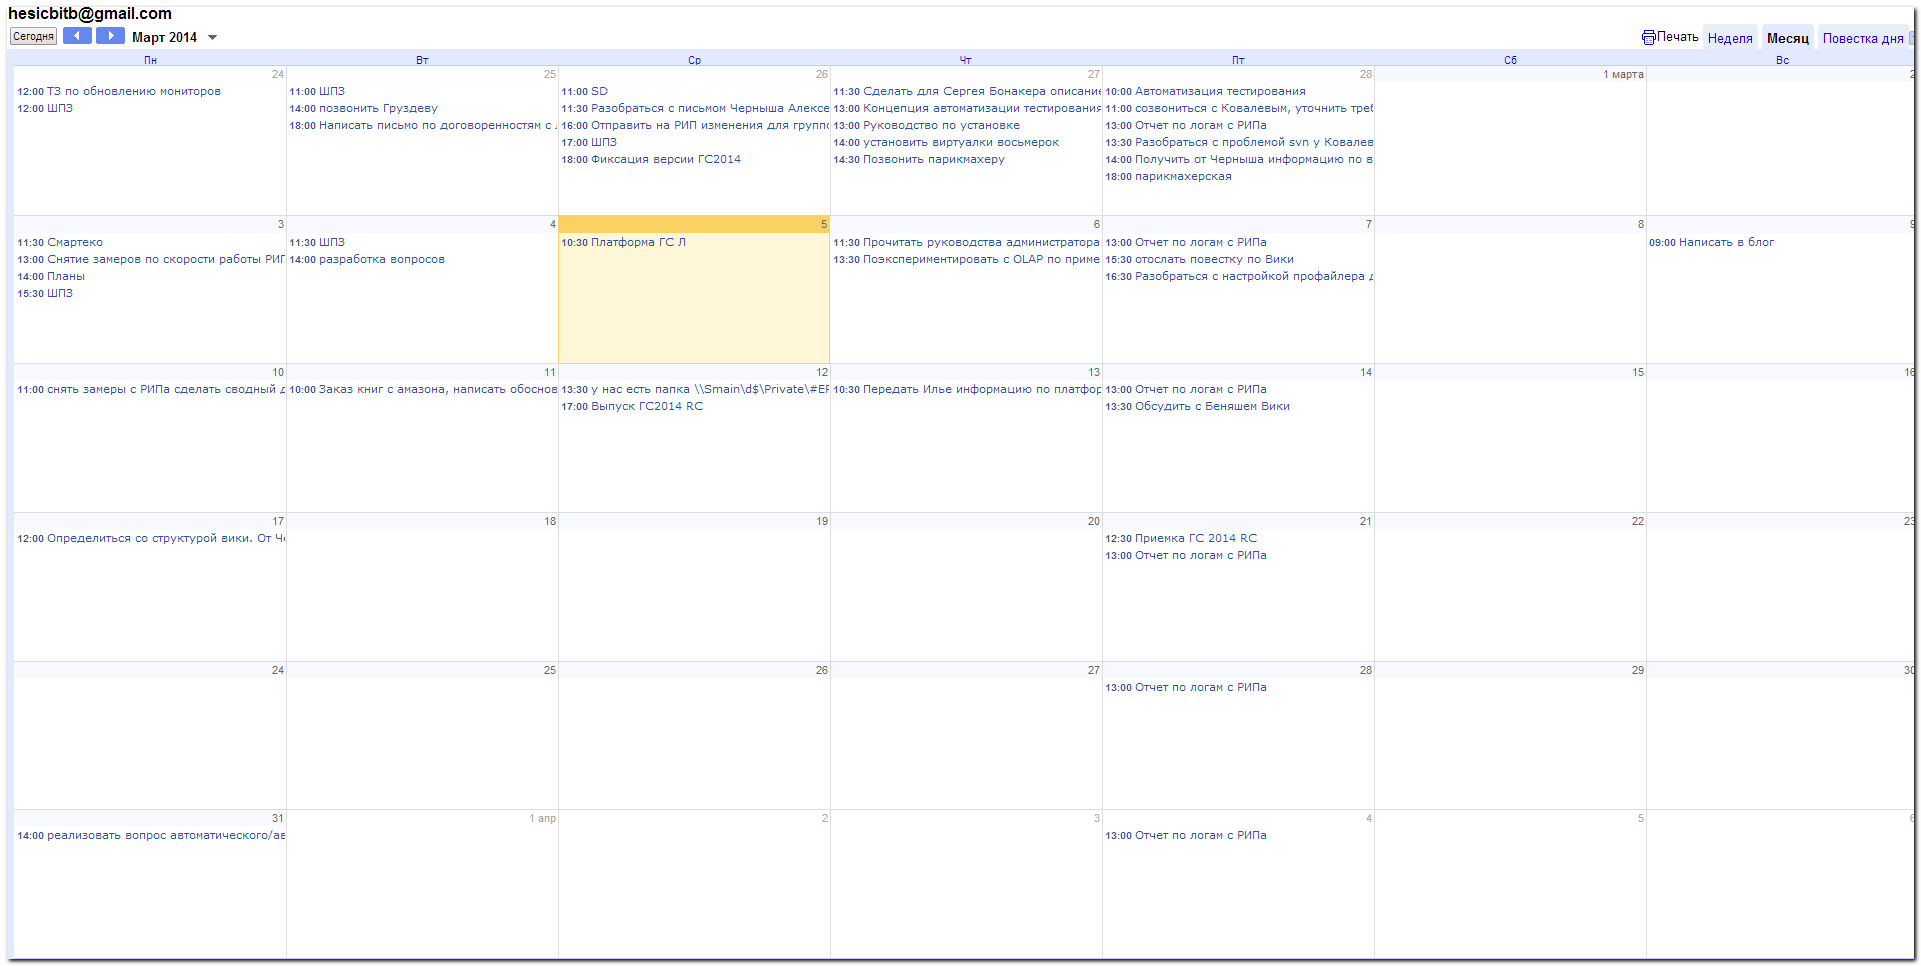 hesicbitb@gmail.com
Сегодня Март 2014 Печать Неделя Месяц Повестка дня
Пн Вт Ср Чт Пт Сб Вс
24 25 26 27 28 1 марта 2
12:00 ТЗ по обновлению мониторов
12:00 ШПЗ
11:00 ШПЗ
14:00 позвонить Груздеву
18:00 Написать письмо по договоренностям с
11:00 SD
11:30 Разобраться с письмом Черныша Алексе
16:00 Отправить на РИП изменения для группо
17:00 ШПЗ
18:00 Фиксация версии ГС2014
11:30 Сделать для Сергея Бонакера описание
13:00 Концепция автоматизации тестирования
13:00 Руководство по установке
14:00 установить виртуалки восьмерок
14:30 Позвонить парикмахеру
10:00 Автоматизация тестирования
11:00 созвониться с Ковалевым, уточнить треб
13:00 Отчет по логам с РИПа
13:30 Разобраться с проблемой svn у Ковалев
14:00 Получить от Черныша информацию по в
18:00 парикмахерская
3 4 5 6 7 8 9
11:30 Смартеко
13:00 Снятие замеров по скорости работы РИП
14:00 Планы
15:30 ШПЗ
11:30 ШПЗ
14:00 разработка вопросов
10:30 Платформа ГС Л
11:30 Прочитать руководства администратора
13:30 Поэкспериментировать с OLAP по приме
13:00 Отчет по логам с РИПа
15:30 отослать повестку по Вики
16:30 Разобраться с настройкой профайлера д
09:00 Написать в блог
10 11 12 13 14 15 16
11:00 снять замеры с РИПа сделать сводный д
10:00 Заказ книг с амазона, написать обоснов
13:30 у нас есть папка \\Smain\d$\Private\#EF
17:00 Выпуск ГС2014 RC
10:30 Передать Илье информацию по платфор
13:00 Отчет по логам с РИПа
13:30 Обсудить с Беняшем Вики
17 18 19 20 21 22 23
12:00 Определиться со структурой вики. От Че
12:30 Приемка ГС 2014 RC
13:00 Отчет по логам с РИПа
24 25 26 27 28 29 30
13:00 Отчет по логам с РИПа
31 1 апр 2 3 4 5 6
14:00 реализовать вопрос автоматического/ав
13:00 Отчет по логам с РИПа